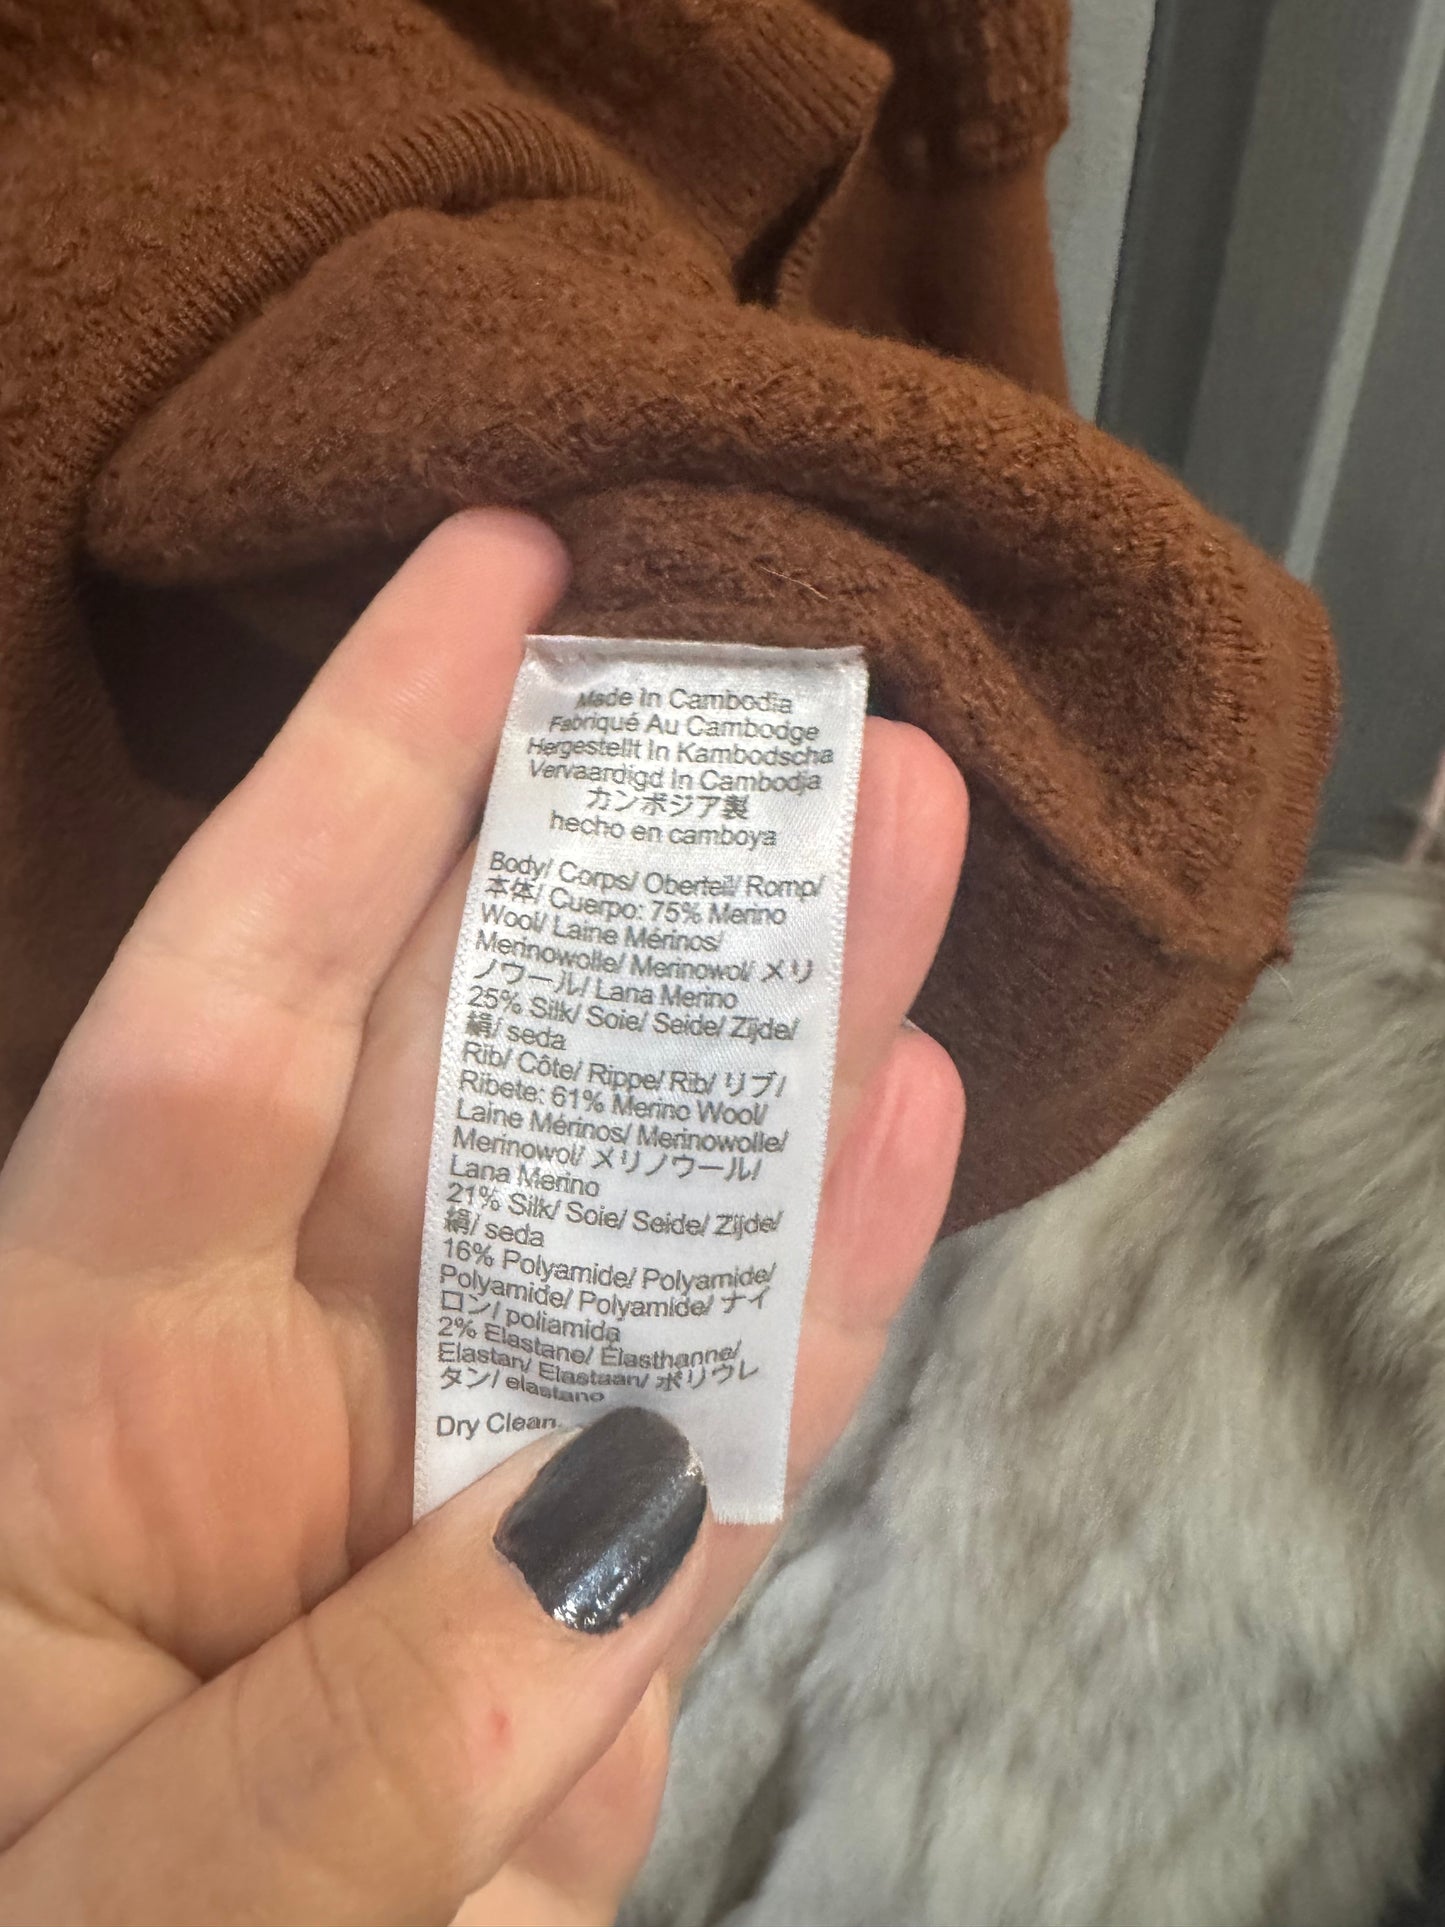 Made In Cambodia
Fabriqué Au Cambodge
Hergestellt In Kambodscha
Vervaardigd In Cambodja
カンボジア製
hecho en camboya
Body/ Corps/ Oberteil/ Romp/
本体/ Cuerpo: 75% Merino
Wool/ Laine Mérinos/
Merinowolle/ Merinowol/ メリ
ノウール/ Lana Merino
25% Silk/ Soie/ Seide/ Zijde/
絹/ seda
Rib/ Côte/ Rippe/ Rib/ リブ/
Ribete: 61% Merino Wool/
Laine Mérinos/ Merinowolle/
Merinowol/ メリノウール/
Lana Merino
21% Silk/ Soie/ Seide/ Zijde/
絹/ seda
16% Polyamide/ Polyamide/
Polyamide/ Polyamide/ ナイ
ロン/ poliamida
2% Elastane/ Élasthanne/
Elastan/ Elastaan/ ポリウレ
タン/ elastano
Dry Clean